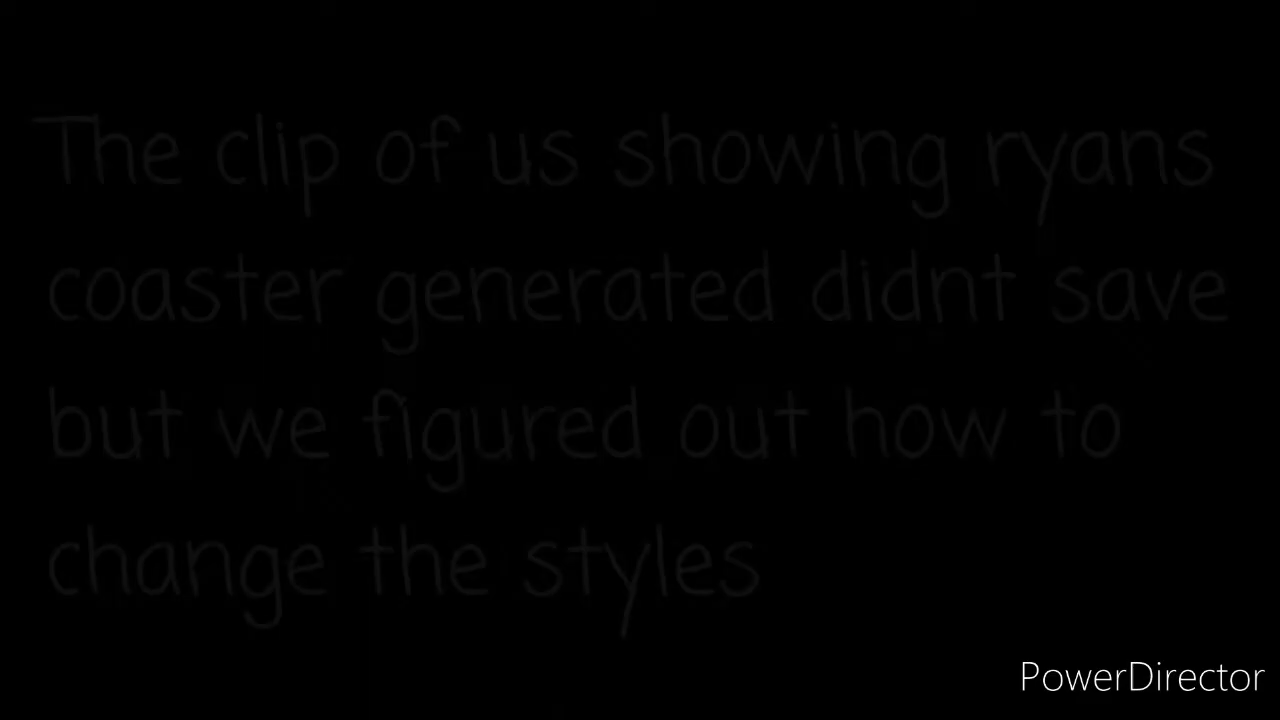 The clip of us showing ryans
coaster generated didnt save
but we figured out how to
change the styles
PowerDirector